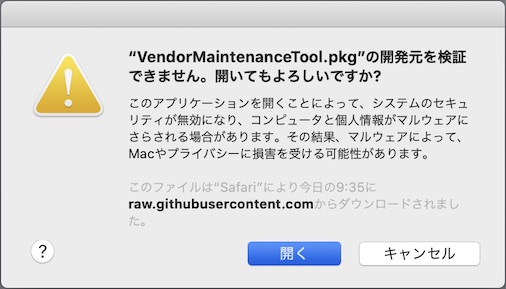 “VendorMaintenanceTool.pkg”の開発元を検証
できません。開いてもよろしいですか?
このアプリケーションを開くことによって、システムのセキュ
リティが無効になり、コンピュータと個人情報がマルウェアに
さらされる場合があります。その結果、マルウェアによって、
Macやプライバシーに損害を受ける可能性があります。
このファイルは“Safari”により今日の9:35に
raw.githubusercontent.comからダウンロードされまし
た。
? 開く キャンセル